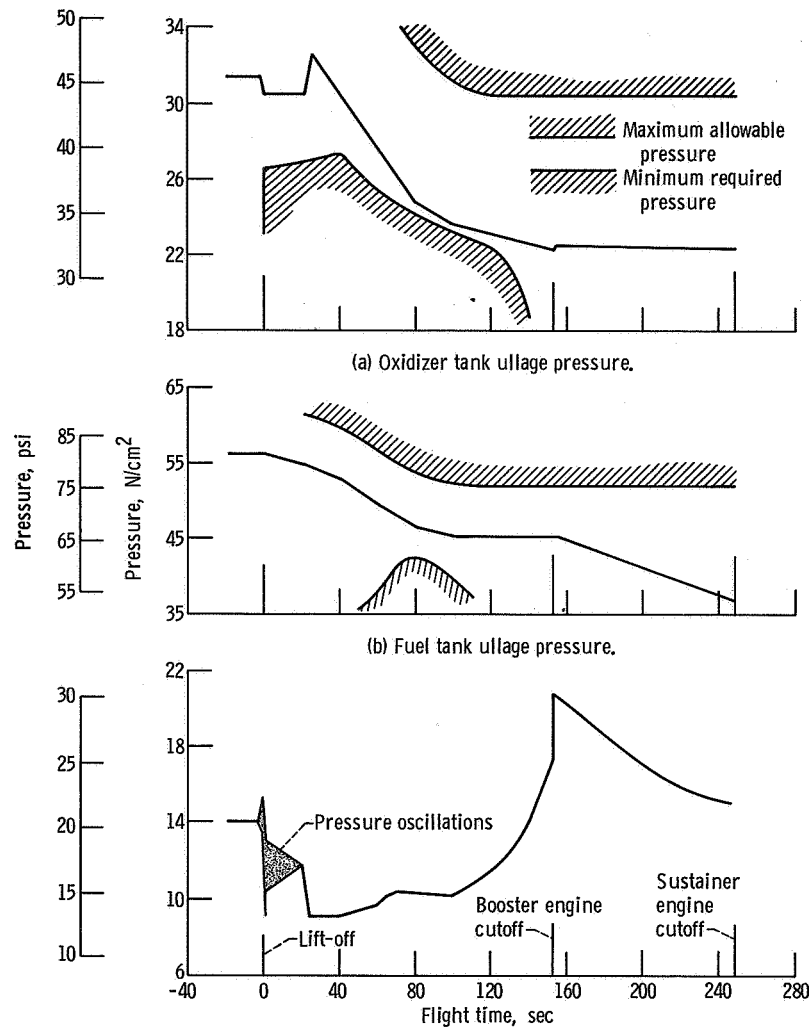 50
45
40
35
30
34
30
26
22
18
Maximum allowable
pressure
Minimum required
pressure
(a) Oxidizer tank ullage pressure.
Pressure, psi
85
75
65
55
Pressure, N/cm2
65
55
45
35
(b) Fuel tank ullage pressure.
30
25
20
15
10
22
18
14
10
6
Pressure oscillations
Lift-off
Booster engine
cutoff
Sustainer
engine
cutoff
-40 0 40 80 120 160 200 240 280
Flight time, sec